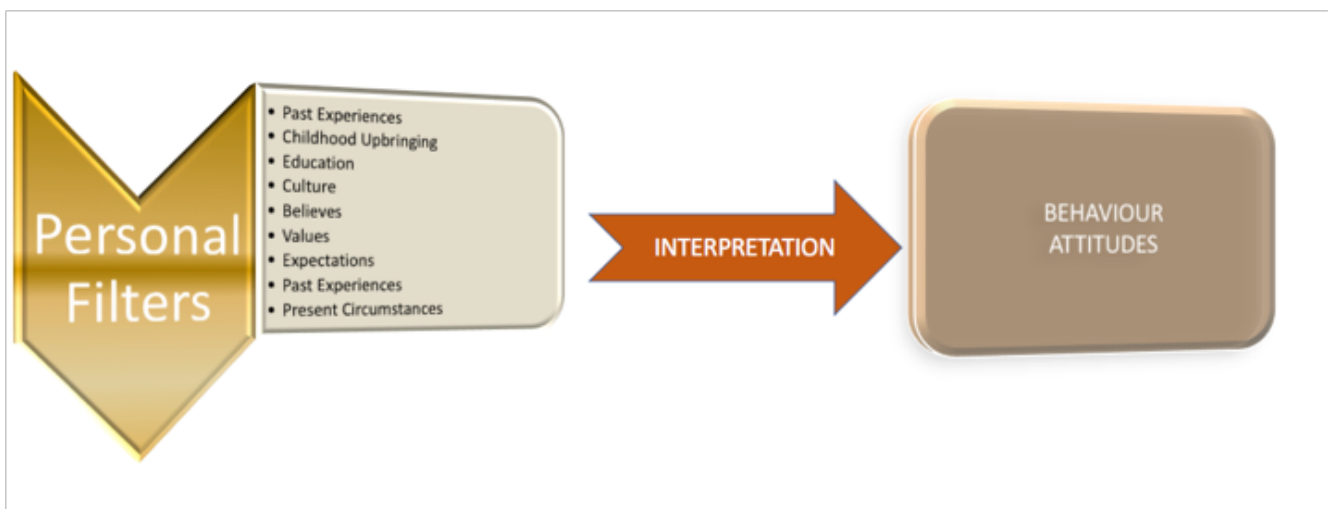 Personal
Filters
• Past Experiences
• Childhood Upbringing
• Education
• Culture
• Believes
• Values
• Expectations
• Past Experiences
• Present Circumstances
INTERPRETATION
BEHAVIOUR
ATTITUDES